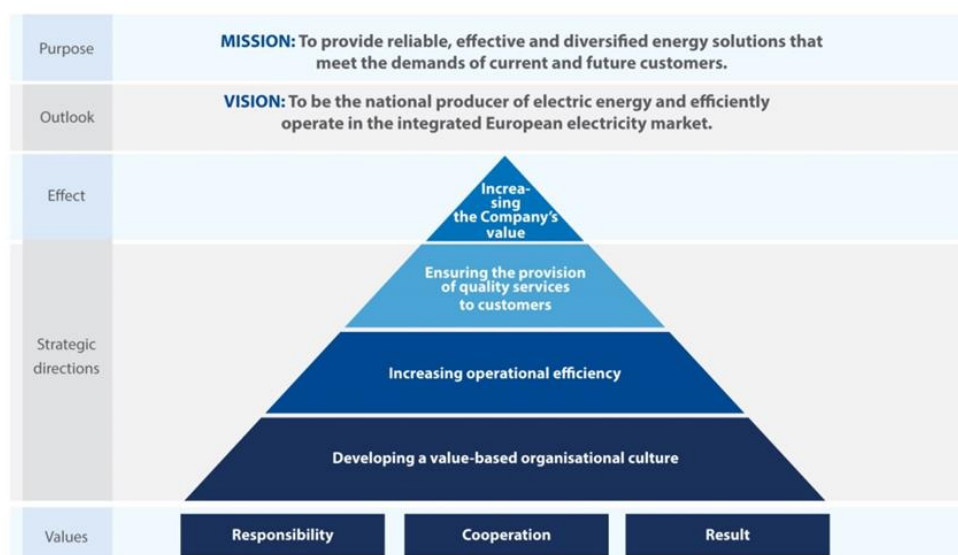 Purpose
MISSION: To provide reliable, effective and diversified energy solutions that
meet the demands of current and future customers.
Outlook
VISION: To be the national producer of electric energy and efficiently
operate in the integrated European electricity market.
Effect
Increa-
sing
the Company's
value
Strategic
directions
Ensuring the provision
of quality services
to customers
Increasing operational efficiency
Developing a value-based organisational culture
Values
Responsibility
Cooperation
Result